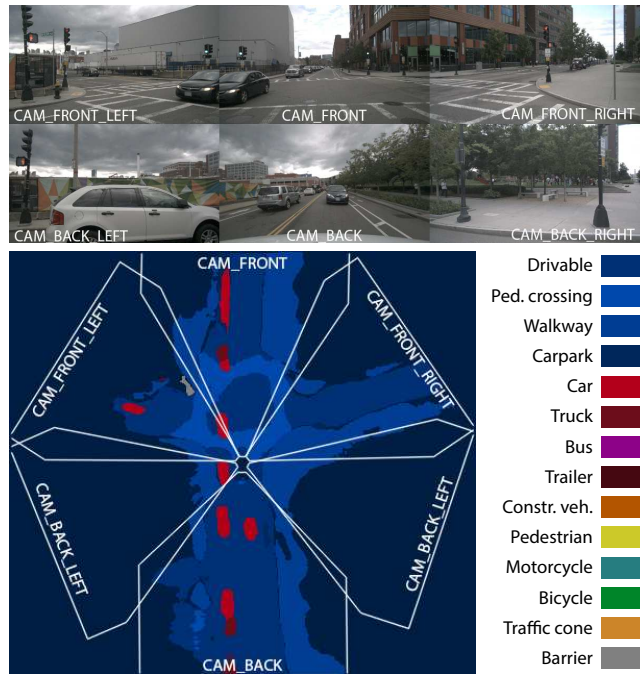 CAM_FRONT_LEFT
CAM_FRONT
CAM_FRONT_RIGHT
CAM_BACK_LEFT
CAM_BACK
CAM_BACK_RIGHT
CAM_FRONT
CAM_FRONT_LEFT
CAM_FRONT_RIGHT
CAM_BACK_LEFT
CAM_BACK_LEFT
CAM_BACK
Drivable
Ped. crossing
Walkway
Carpark
Car
Truck
Bus
Trailer
Constr. veh.
Pedestrian
Motorcycle
Bicycle
Traffic cone
Barrier